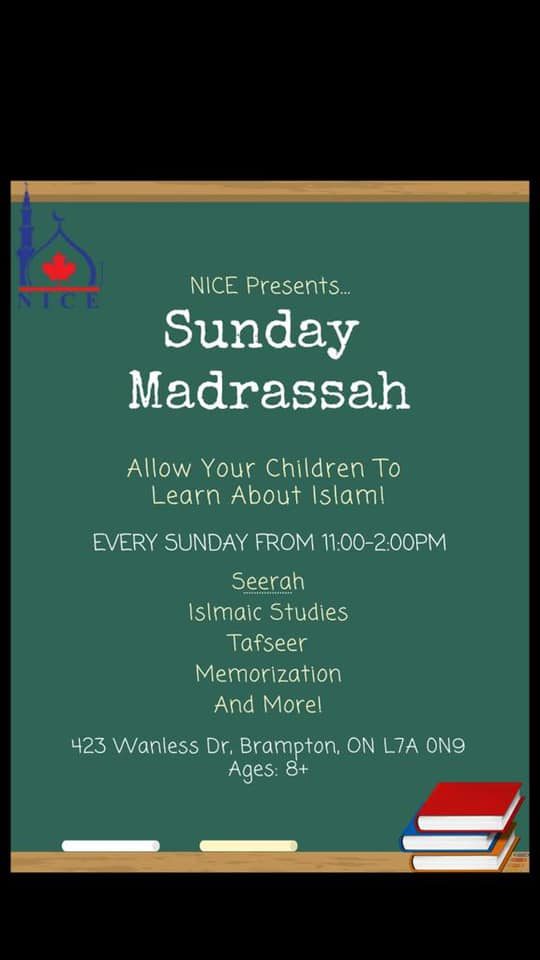 NICE
NICE Presents...
Sunday
Madrassah
Allow Your Children To
Learn About Islam!
EVERY SUNDAY FROM 11:00-2:00PM
Seerah
Islmaic Studies
Tafseer
Memorization
And More!
423 Wanless Dr, Brampton, ON L7A 0N9
Ages: 8+